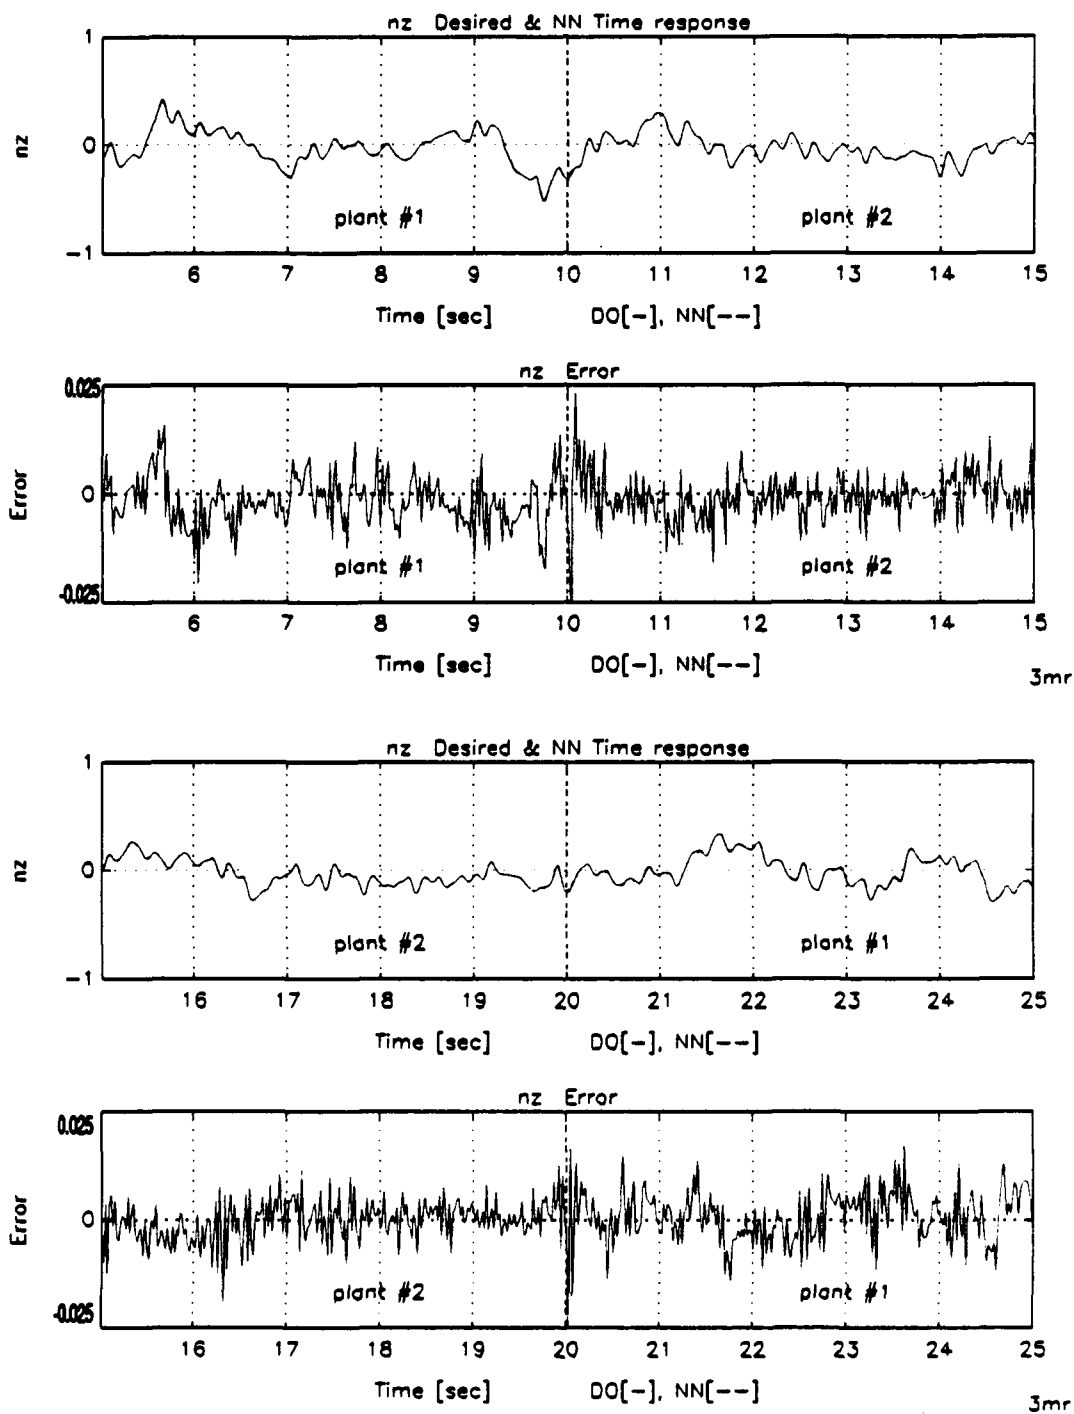 nz Desired & NN Time response
1
nz
0
plant #1
plant #2
-1
6 7 8 9 10 11 12 13 14 15
Time [sec] DO[-], NN[--]
nz Error
0.025
Error
0
plant #1
plant #2
-0.025
6 7 8 9 10 11 12 13 14 15
Time [sec] DO[-], NN[--]
3mr
nz Desired & NN Time response
1
nz
0
plant #2
plant #1
-1
16 17 18 19 20 21 22 23 24 25
Time [sec] DO[-], NN[--]
nz Error
0.025
Error
0
plant #2
plant #1
-0.025
16 17 18 19 20 21 22 23 24 25
Time [sec] DO[-], NN[--]
3mr